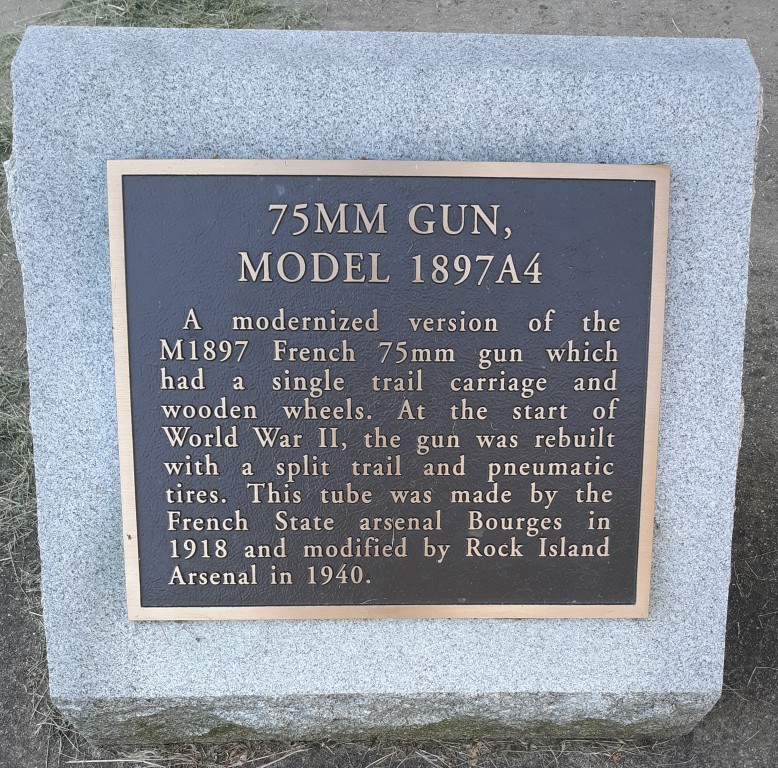 75MM GUN,
MODEL 1897A4
A modernized version of the
M1897 French 75mm gun which
had a single trail carriage and
wooden wheels. At the start of
World War II, the gun was rebuilt
with a split trail and pneumatic
tires. This tube was made by the
French State arsenal Bourges in
1918 and modified by Rock Island
Arsenal in 1940.